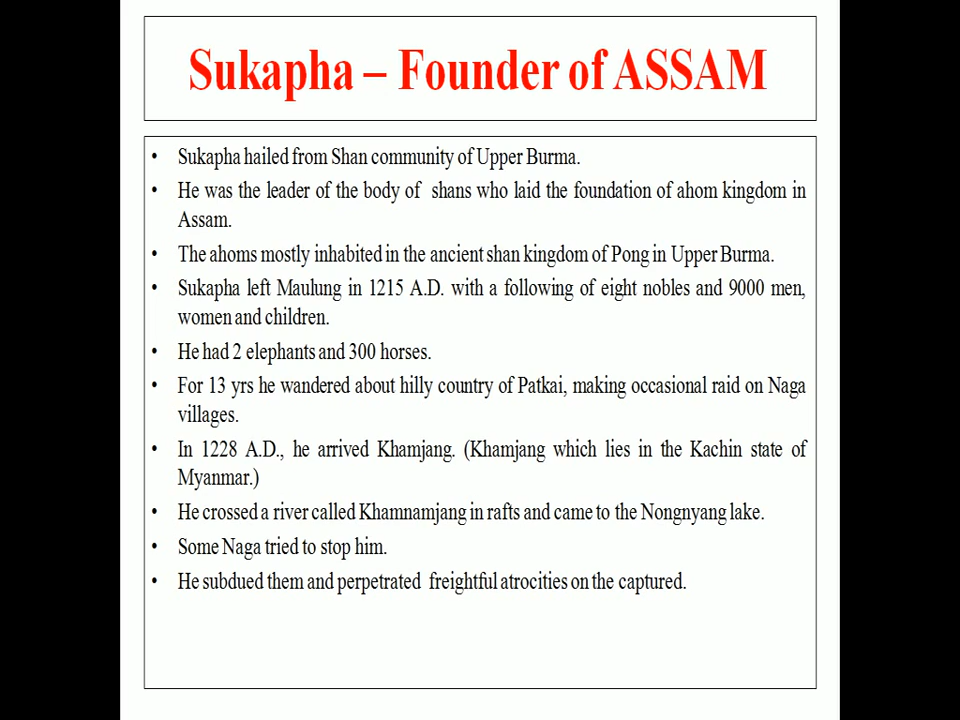 Sukapha – Founder of ASSAM
• Sukapha hailed from Shan community of Upper Burma.
• He was the leader of the body of shans who laid the foundation of ahom kingdom in
Assam.
• The ahoms mostly inhabited in the ancient shan kingdom of Pong in Upper Burma.
• Sukapha left Maulung in 1215 A.D. with a following of eight nobles and 9000 men,
women and children.
• He had 2 elephants and 300 horses.
• For 13 yrs he wandered about hilly country of Patkai, making occasional raid on Naga
villages.
• In 1228 A.D., he arrived Khamjang. (Khamjang which lies in the Kachin state of
Myanmar.)
• He crossed a river called Khamnamjang in rafts and came to the Nongnyang lake.
• Some Naga tried to stop him.
• He subdued them and perpetrated freightful atrocities on the captured.